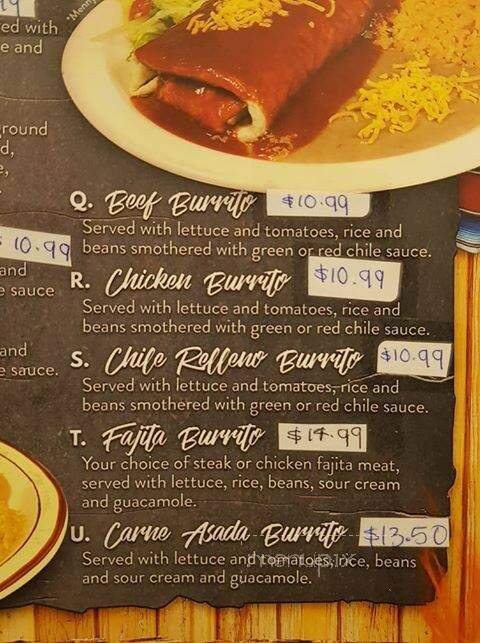 ed with
e and
round
d,
e,
10.99
and
e sauce
and
e sauce.
Q. Beef Burrito $10.99
Served with lettuce and tomatoes, rice and
beans smothered with green or red chile sauce.
R. Chicken Burrito $10.99
Served with lettuce and tomatoes, rice and
beans smothered with green or red chile sauce.
S. Chile Relleno Burrito $10.99
Served with lettuce and tomatoes, rice and
beans smothered with green or red chile sauce.
T. Fajita Burrito $14.99
Your choice of steak or chicken fajita meat,
served with lettuce, rice, beans, sour cream
and guacamole.
U. Carne Asada Burrito $13.50
Served with lettuce and tomatoes, rice, beans
and sour cream and guacamole.
menupix